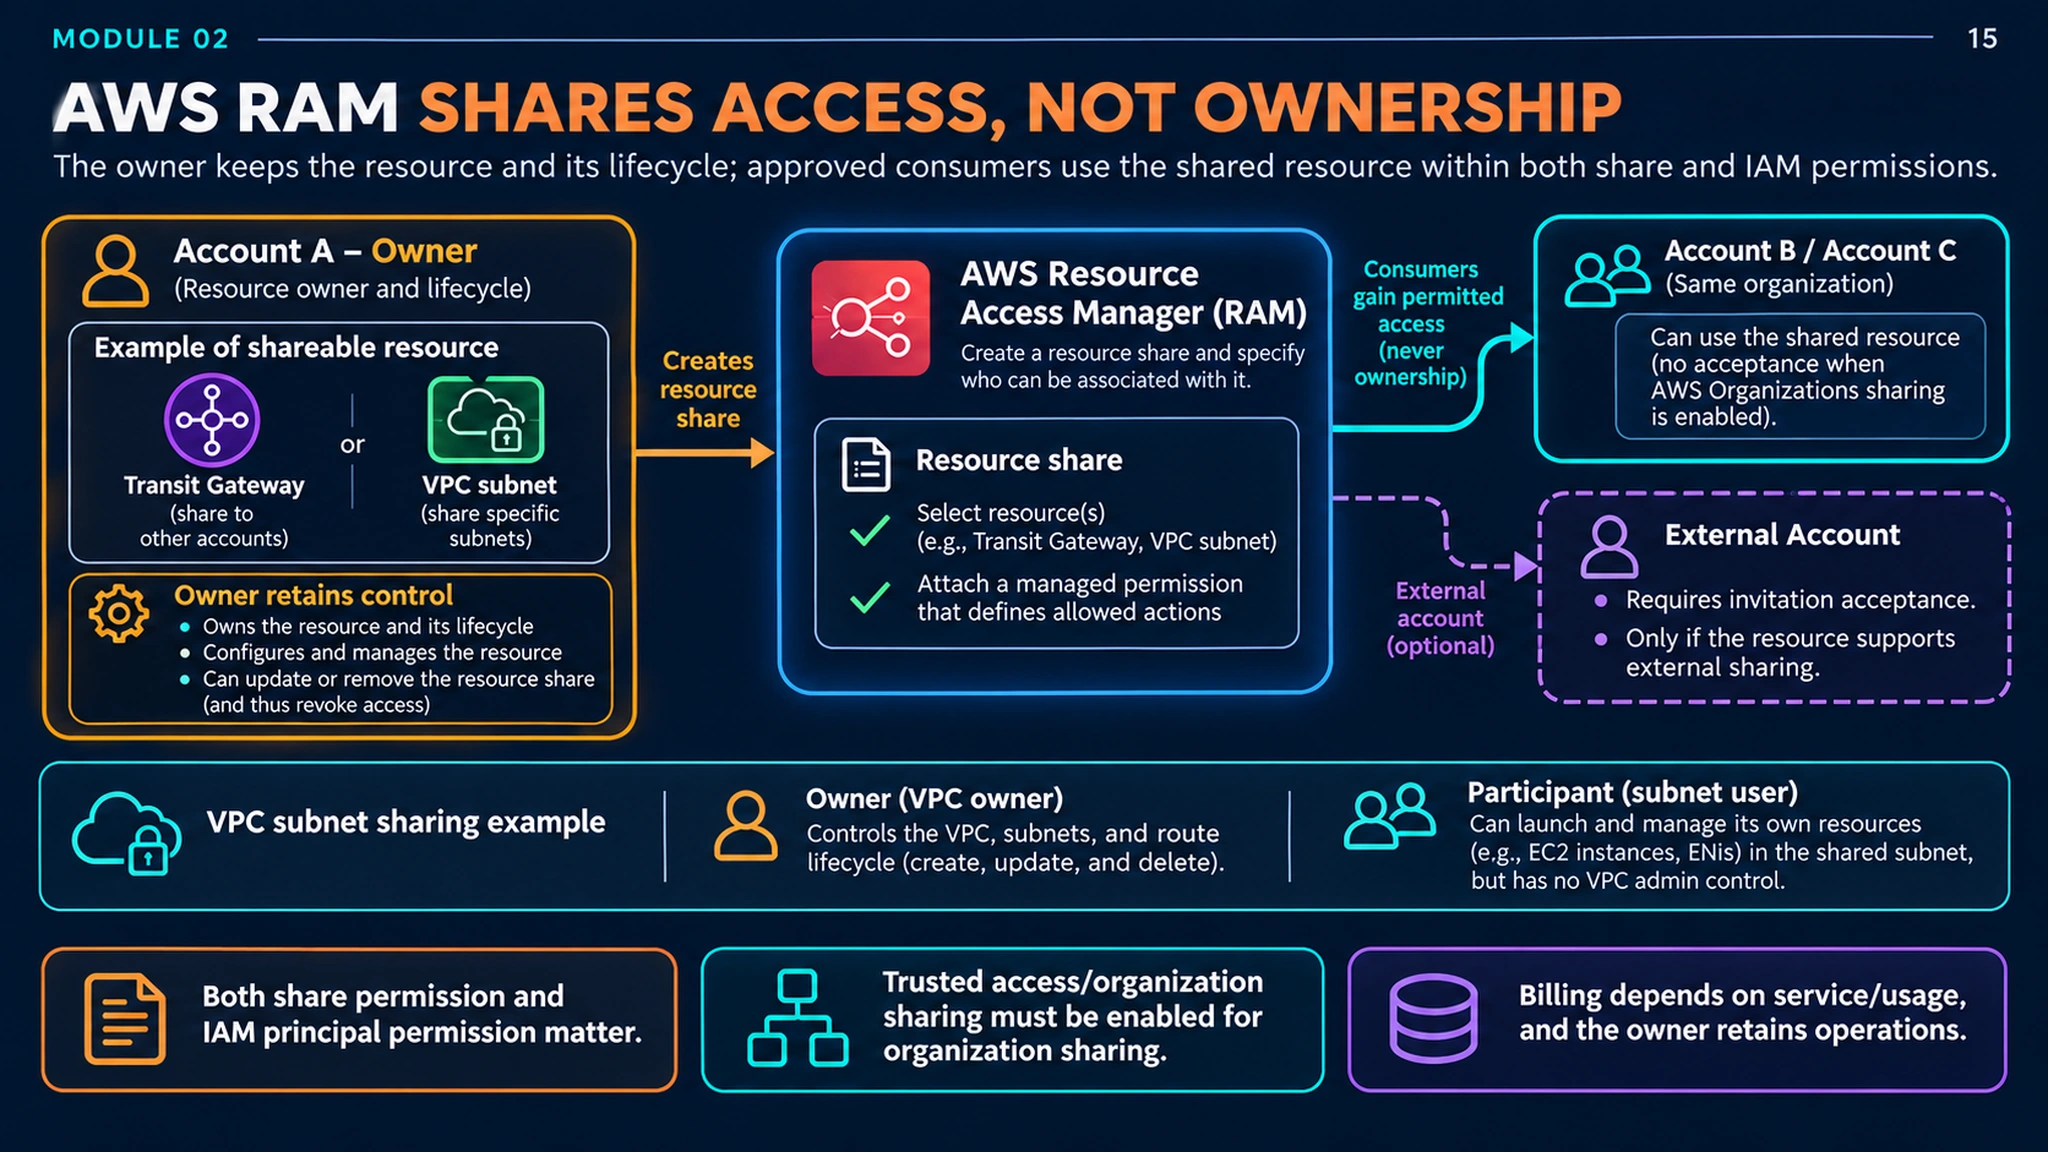 MODULE 02
15
AWS RAM SHARES ACCESS, NOT OWNERSHIP
The owner keeps the resource and its lifecycle; approved consumers use the shared resource within both share and IAM permissions.
Account A – Owner
(Resource owner and lifecycle)
Example of shareable resource
Transit Gateway
(share to
other accounts)
or
VPC subnet
(share specific
subnets)
Owner retains control
Owns the resource and its lifecycle
Configures and manages the resource
Can update or remove the resource share
(and thus revoke access)
Creates
resource
share
AWS Resource
Access Manager (RAM)
Create a resource share and specify
who can be associated with it.
Resource share
Select resource(s)
(e.g., Transit Gateway, VPC subnet)
Attach a managed permission
that defines allowed actions
Consumers
gain permitted
access
(never
ownership)
Account B / Account C
(Same organization)
Can use the shared resource
(no acceptance when
AWS Organizations sharing
is enabled).
External
account
(optional)
External Account
Requires invitation acceptance.
Only if the resource supports
external sharing.
VPC subnet sharing example
Owner (VPC owner)
Controls the VPC, subnets, and route
lifecycle (create, update, and delete).
Participant (subnet user)
Can launch and manage its own resources
(e.g., EC2 instances, ENis) in the shared subnet,
but has no VPC admin control.
Both share permission and
IAM principal permission matter.
Trusted access/organization
sharing must be enabled for
organization sharing.
Billing depends on service/usage,
and the owner retains operations.